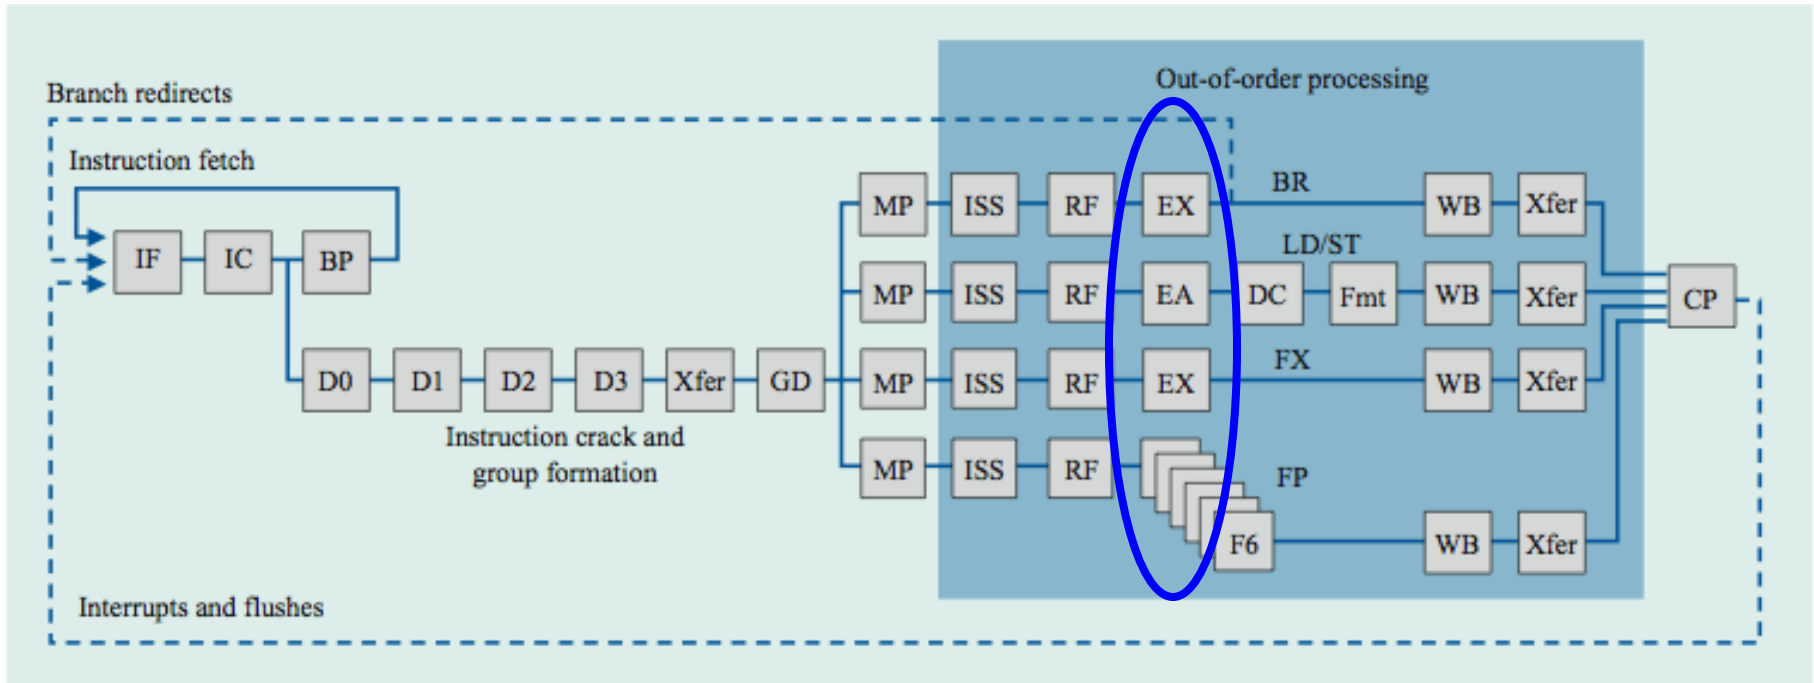 Out-of-order processing
Branch redirects
Instruction fetch
IF IC BP
D0 D1 D2 D3 Xfer GD
Instruction crack and
group formation
MP ISS RF EX BR WB Xfer
LD/ST
MP ISS RF EA DC Fmt WB Xfer
CP
FX
MP ISS RF EX WB Xfer
MP ISS RF FP
F6 WB Xfer
Interrupts and flushes